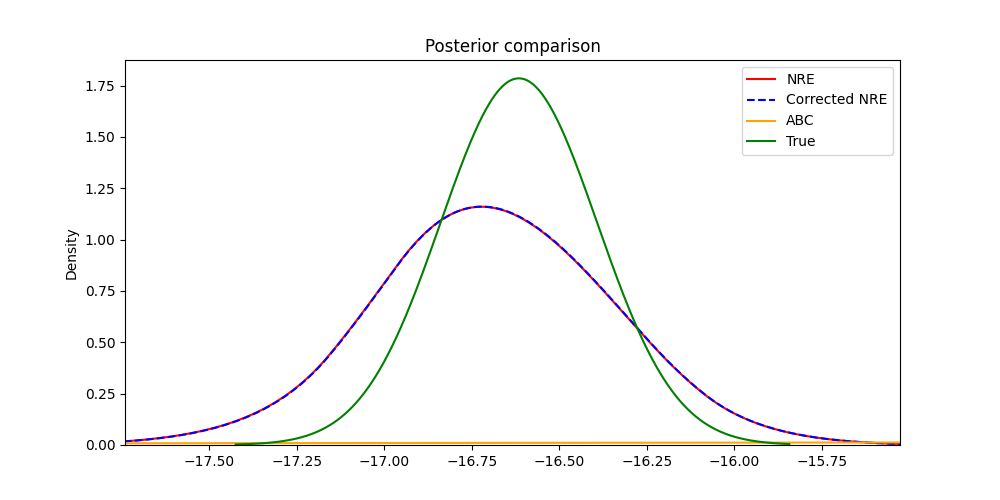 Posterior comparison
NRE
Corrected NRE
ABC
True
Density
1.75
1.50
1.25
1.00
0.75
0.50
0.25
0.00
−17.50 −17.25 −17.00 −16.75 −16.50 −16.25 −16.00 −15.75